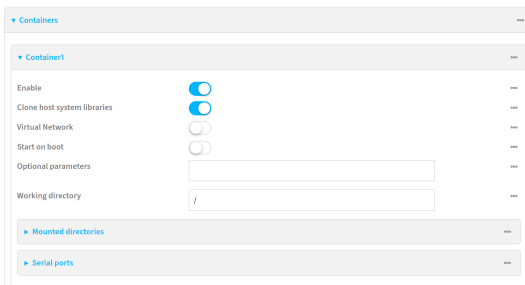 Containers
Container1
Enable
Clone host system libraries
Virtual Network
Start on boot
Optional parameters
Working directory
/
Mounted directories
Serial ports